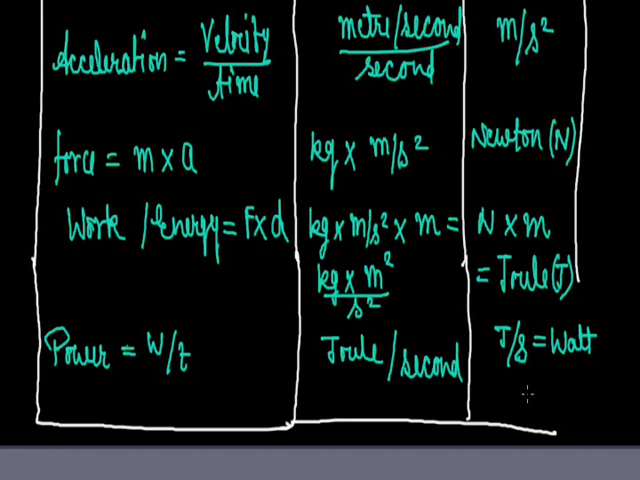 Acceleration = Velocity/time metre/second/second m/s²
force = m x a kg x m/s² Newton (N)
Work / Energy = F x d kg x m/s² x m = N x m
kg x m²/s² = Joule (J)
Power = W/t Joule / second J/s = Watt